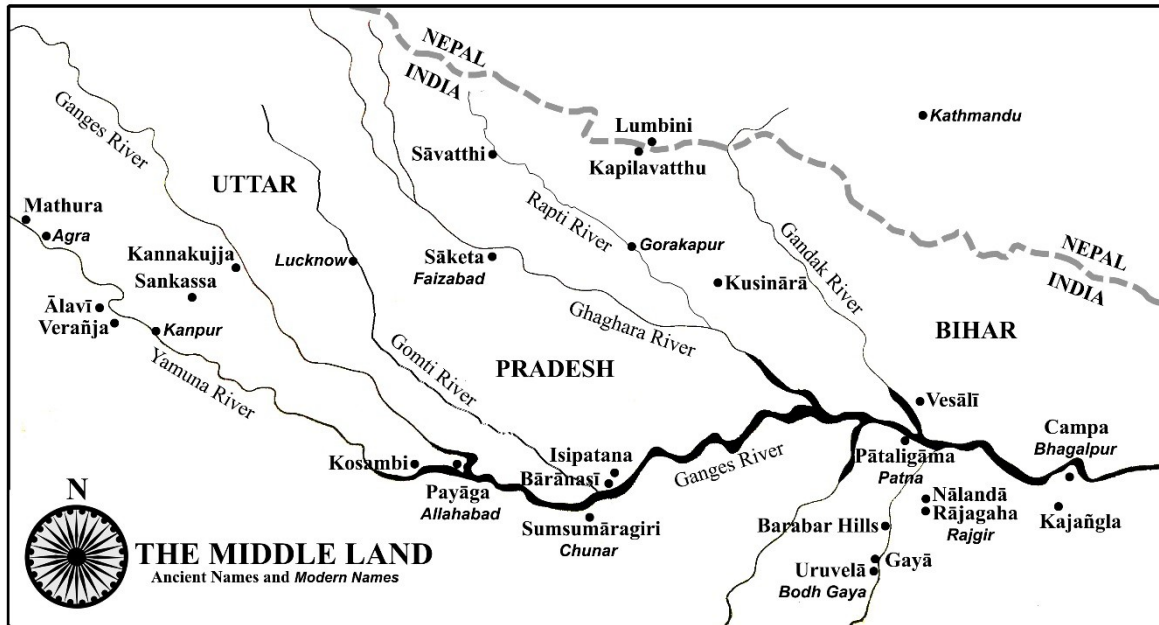 NEPAL
INDIA
Ganges River
Kathmandu
Lumbini
Kapilavatthu
Sāvatthi
UTTAR
Rapti River
Mathura
Agra
Kannakujja
Sankassa
Lucknow
Sāketa
Faizabad
Gorakapur
Kusinārā
Gandak River
NEPAL
INDIA
Ālavī
Verañja
Kanpur
Ghaghara River
BIHAR
Yamuna River
Gomti River
PRADESH
Vesālī
Kosambi
Payāga
Allahabad
Isipatana
Bārānasī
Sumsumāragiri
Chunar
Ganges River
Pātaligāma
Patna
Campa
Bhagalpur
Nālandā
Rājagaha
Rajgir
Kajañgla
Barabar Hills
Gayā
Uruvelā
Bodh Gaya
N
THE MIDDLE LAND
Ancient Names and Modern Names